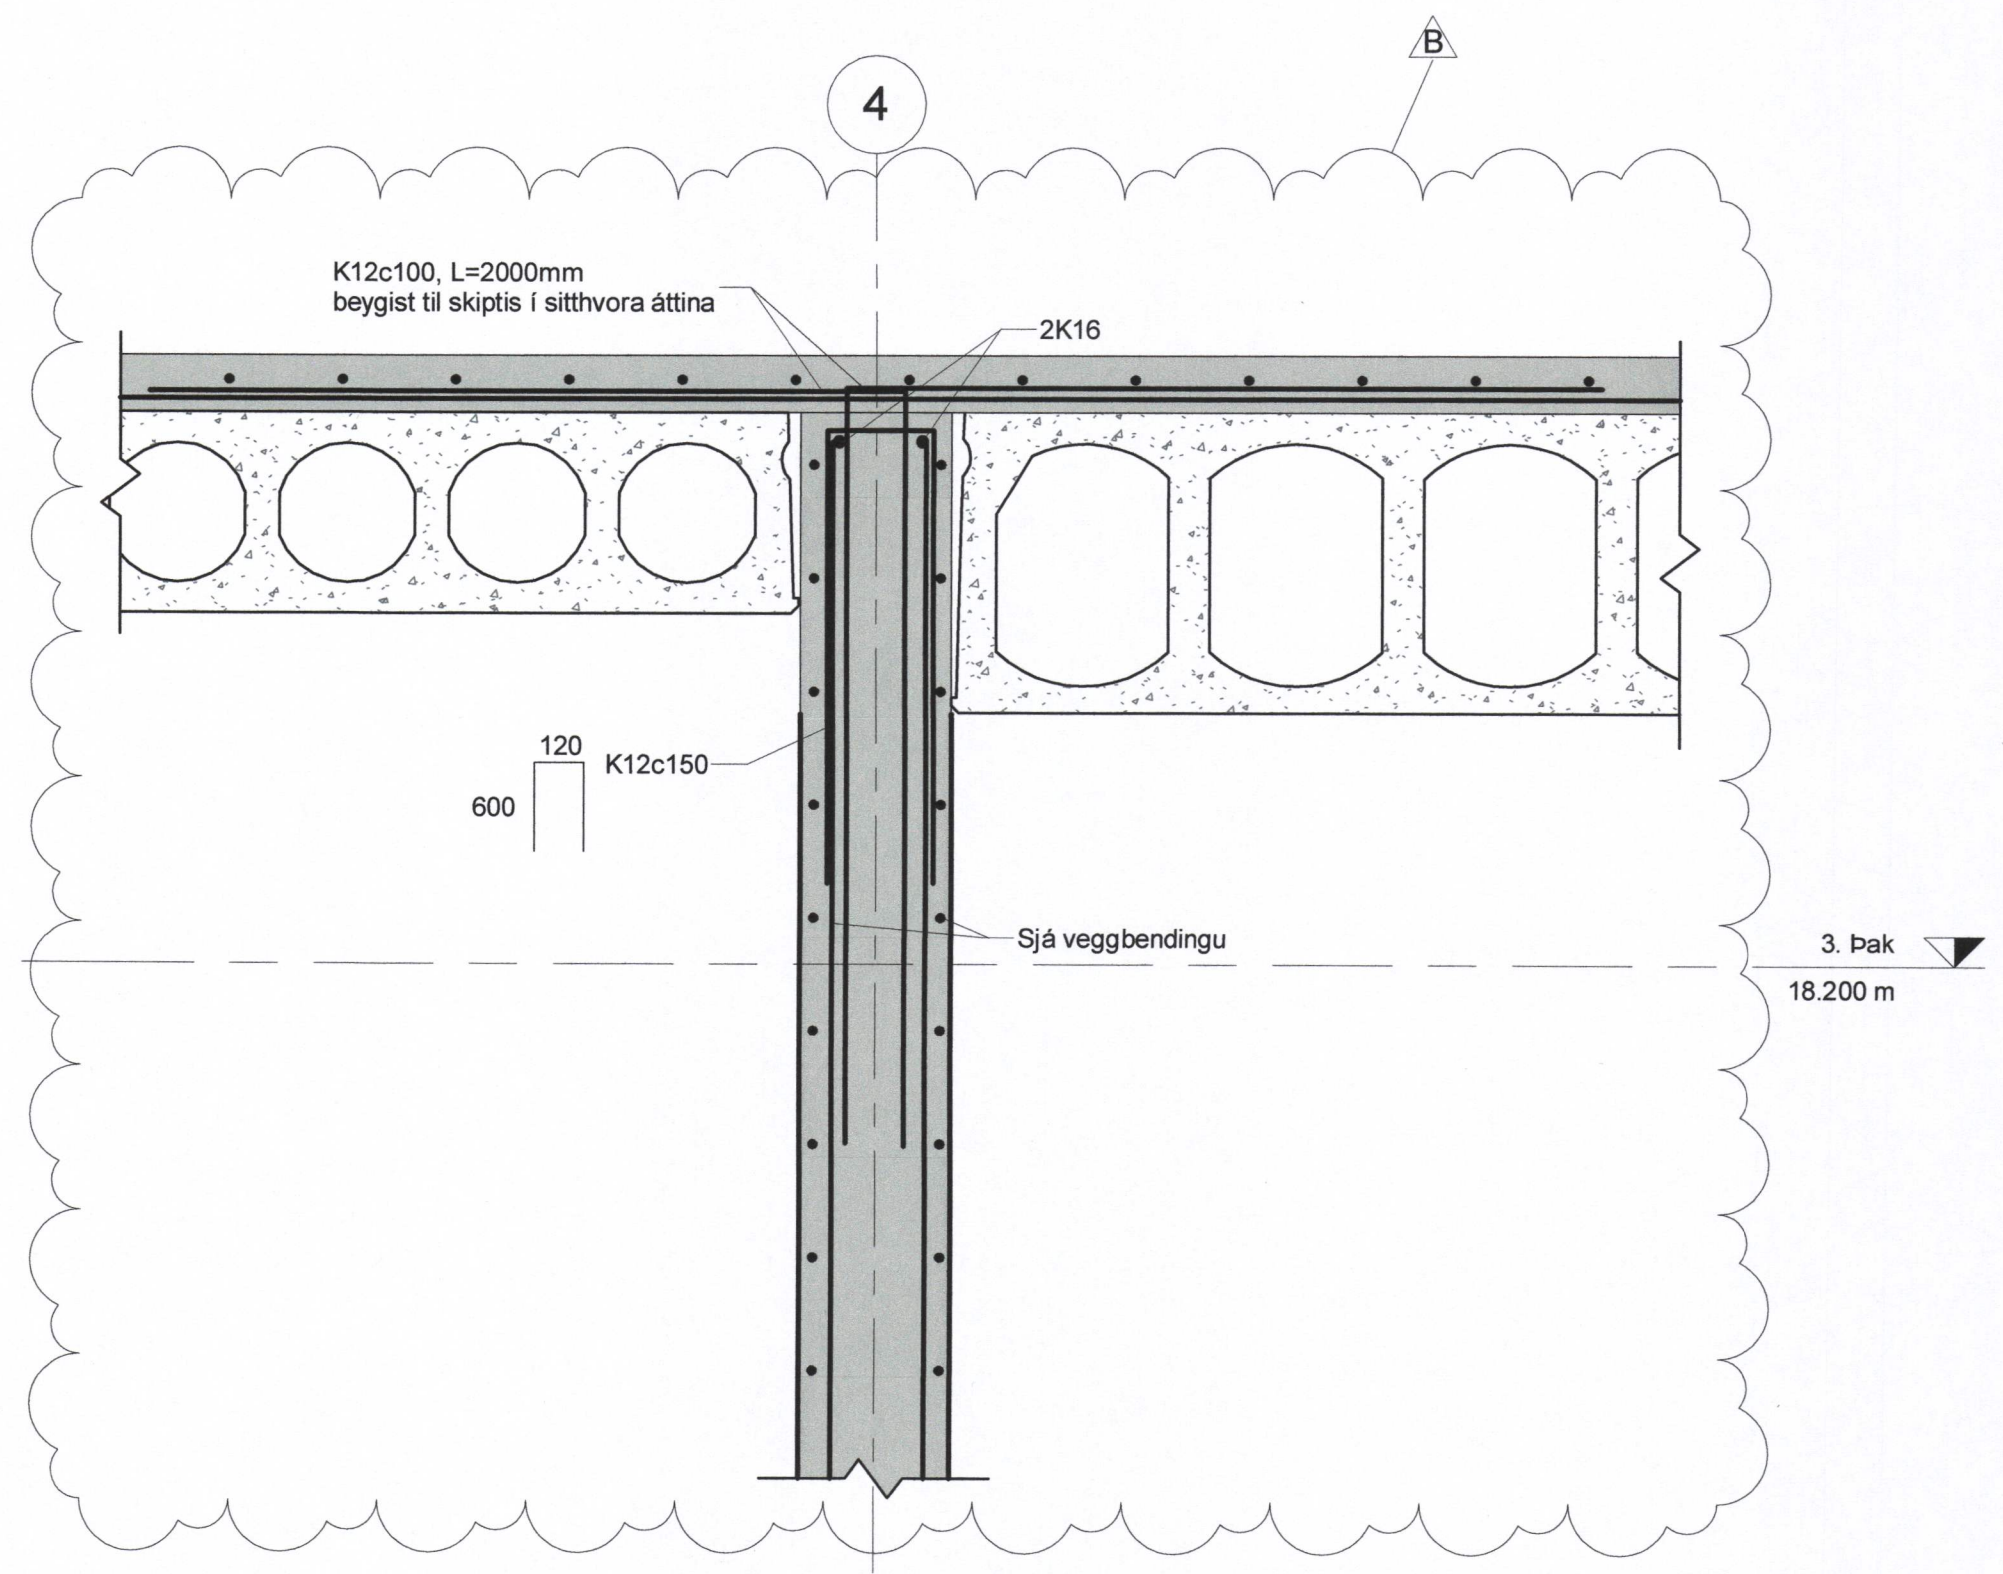 B
4
K12c100, L=2000mm
beygist til skiptis í sitthvora áttina
2K16
120
K12c150
600
Sjá veggbendingu
3. Þak
18.200 m